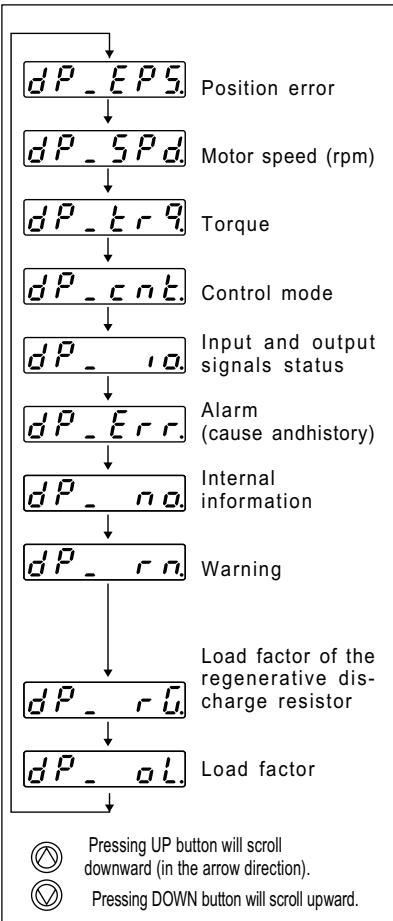 dP_EPS. Position error
dP_SPd. Motor speed (rpm)
dP_trq. Torque
dP_cnt. Control mode
dP_ io. Input and output
signals status
dP_Err. Alarm
(cause andhistory)
dP_ no. Internal
information
dP_ rn. Warning
Load factor of the
regenerative dis-
dP_ rG. charge resistor
dP_ oL. Load factor
Pressing UP button will scroll
downward (in the arrow direction).
Pressing DOWN button will scroll upward.